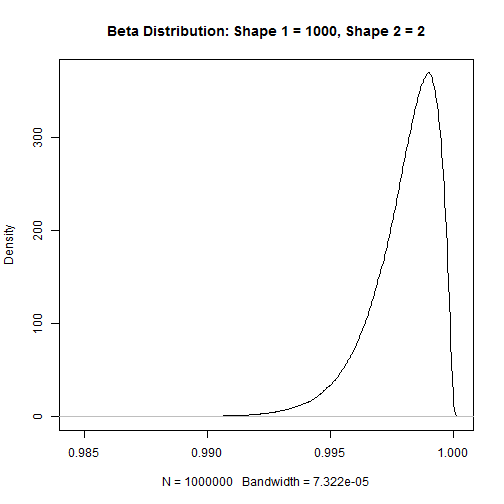 Beta Distribution: Shape 1 = 1000, Shape 2 = 2
Density
300
200
100
0
0.985 0.990 0.995 1.000
N = 1000000 Bandwidth = 7.322e-05